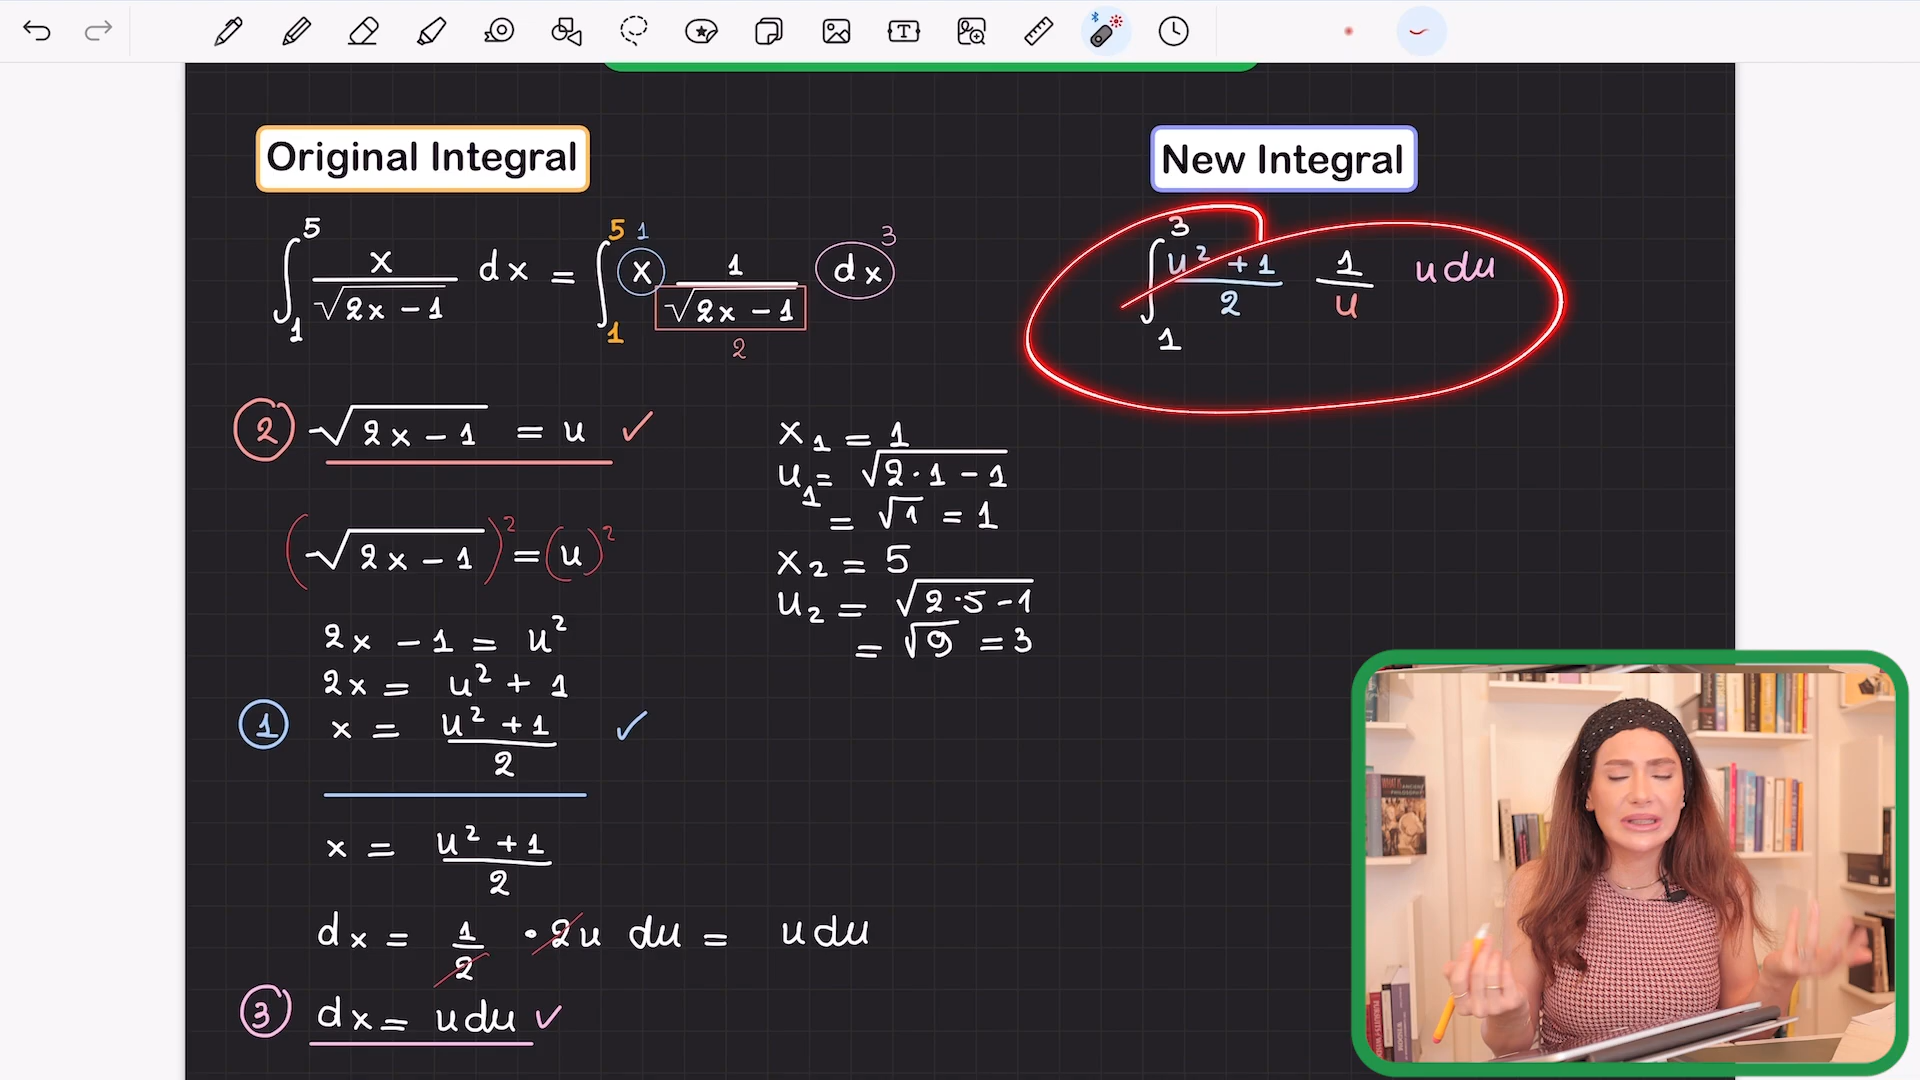 Original Integral
∫₁⁵ x/√(2x − 1) dx = ∫₁⁵ x 1/√(2x − 1) dx
1
2
3
② √(2x − 1) = u ✓
(√(2x − 1))² = (u)²
2x − 1 = u²
2x = u² + 1
① x = (u² + 1)/2 ✓
x = (u² + 1)/2
dx = 1/2 · 2u du = u du
③ dx = u du ✓
x₁ = 1
u₁ = √(2·1 − 1)
= √1 = 1
x₂ = 5
u₂ = √(2·5 − 1)
= √9 = 3
New Integral
∫₁³ (u² + 1)/2 1/u u du